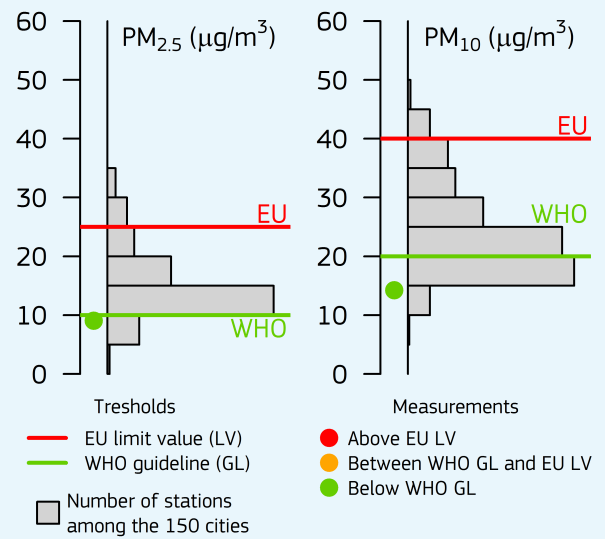 PM2.5 (μg/m³)
60
50
40
30
20
10
0
EU
WHO
PM10 (μg/m³)
60
50
40
30
20
10
0
EU
WHO
Tresholds
EU limit value (LV)
WHO guideline (GL)
Number of stations
among the 150 cities
Measurements
Above EU LV
Between WHO GL and EU LV
Below WHO GL